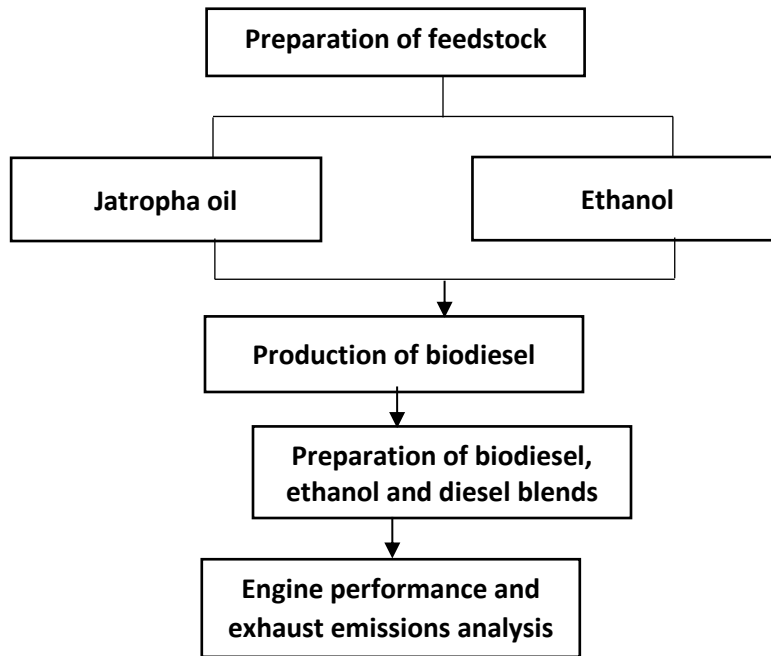 Preparation of feedstock
Jatropha oil
Ethanol
Production of biodiesel
Preparation of biodiesel,
ethanol and diesel blends
Engine performance and
exhaust emissions analysis